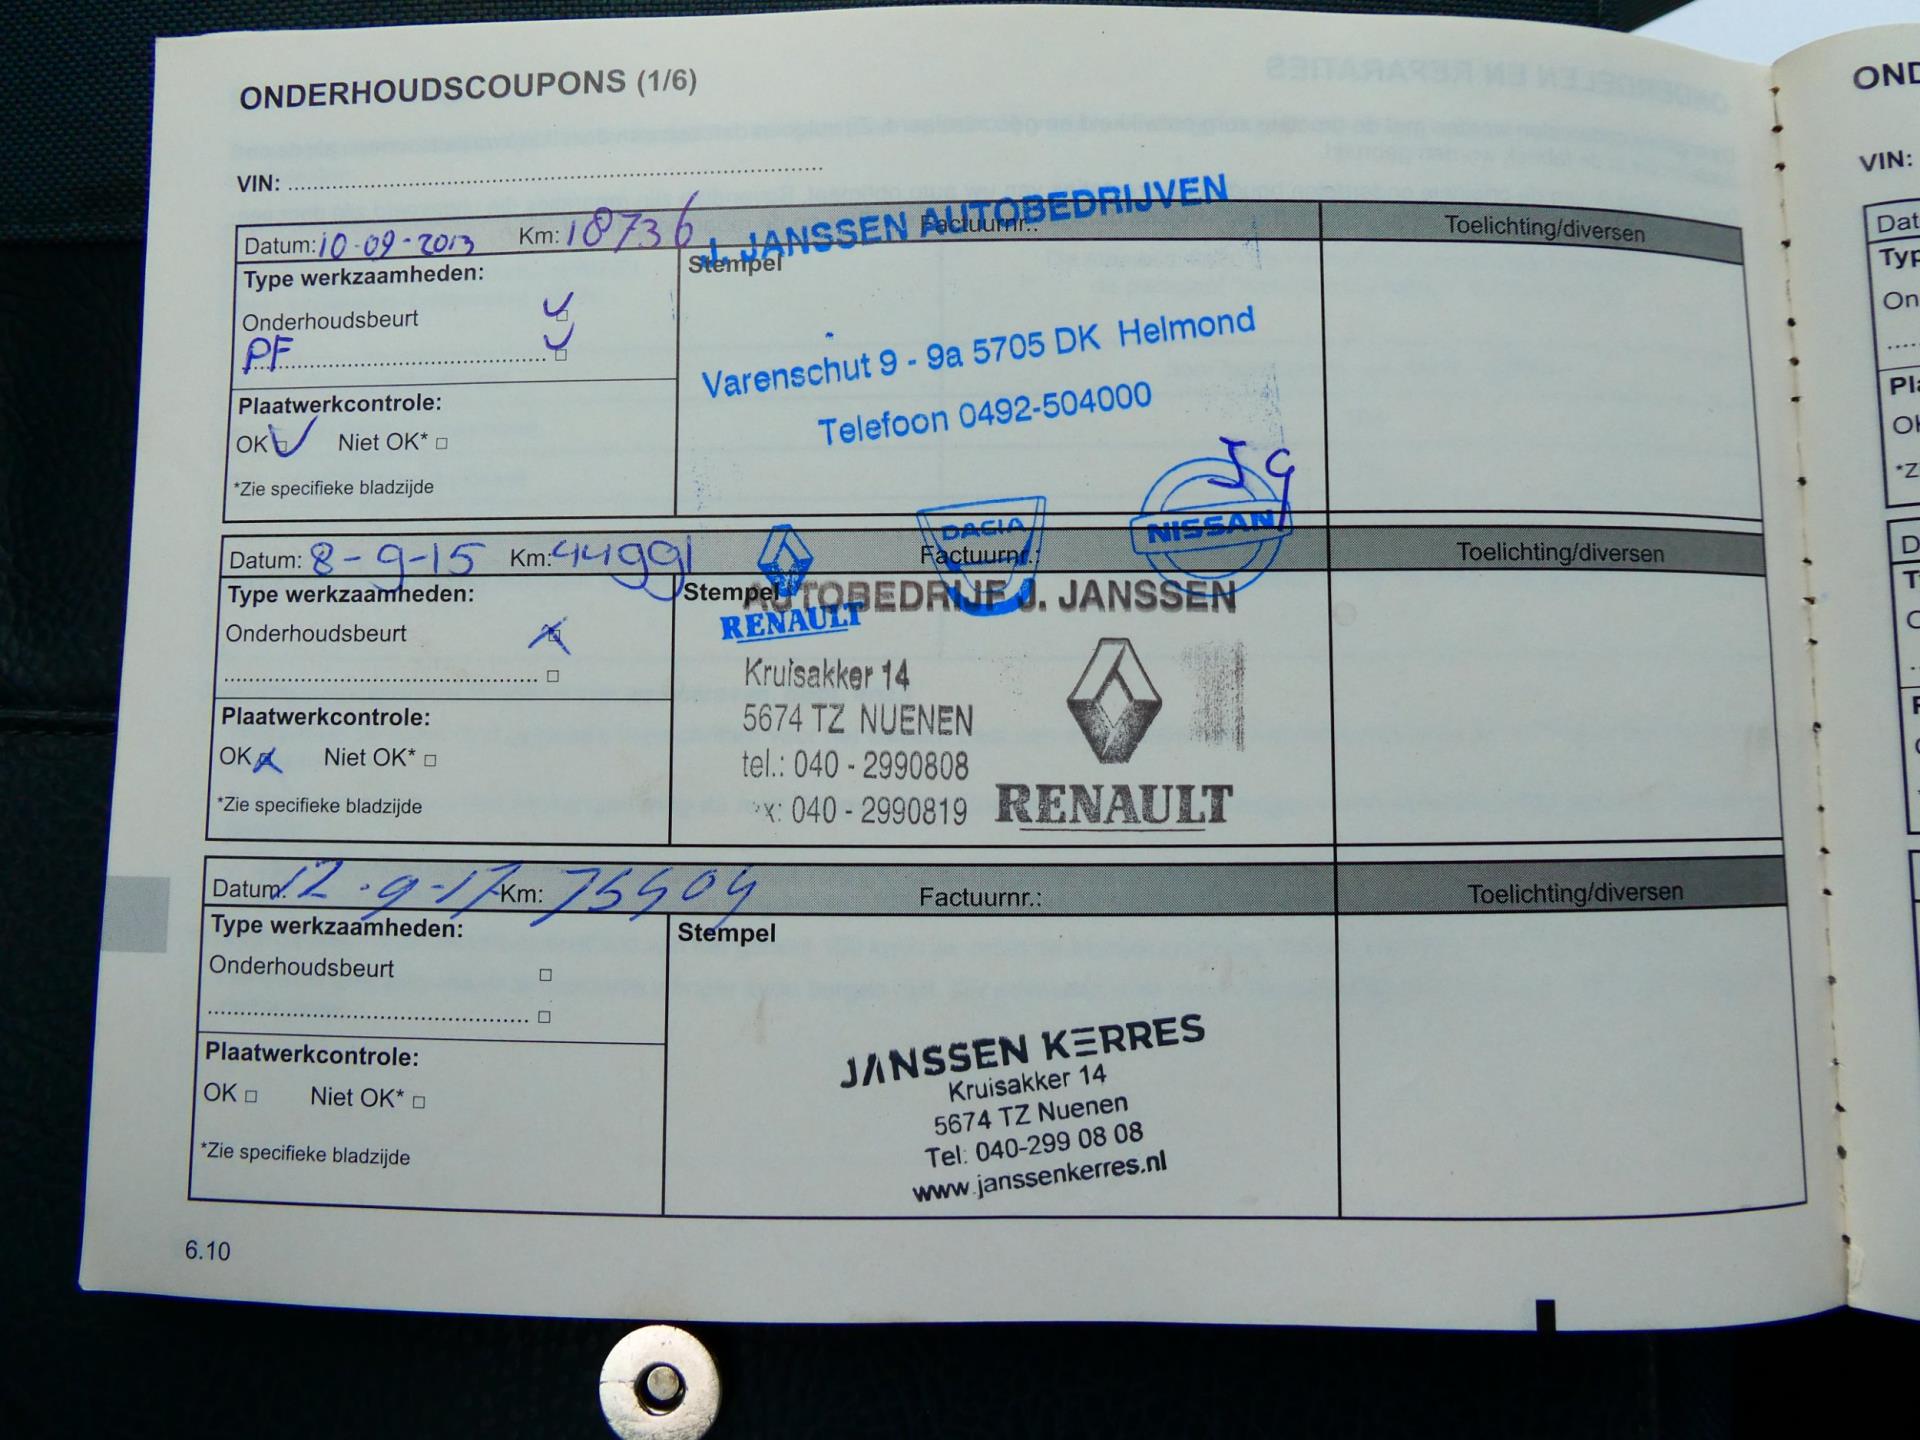 ONDERHOUDSCOUPONS (1/6)
VIN:
Datum: 10-09-2013 Km: 18736 Factuurnr.: Toelichting/diversen
Type werkzaamheden:
Onderhoudsbeurt
PF
Plaatwerkcontrole:
OK Niet OK*
*Zie specifieke bladzijde
Stempel
J. JANSSEN AUTOBEDRIJVEN
Varenschut 9 - 9a 5705 DK Helmond
Telefoon 0492-504000
RENAULT
DACIA
NISSAN
Datum: 8-9-15 Km: 44991 Factuurnr.: Toelichting/diversen
Type werkzaamheden:
Onderhoudsbeurt
Plaatwerkcontrole:
OK Niet OK*
*Zie specifieke bladzijde
Stempel
AUTOBEDRIJF J. JANSSEN
Kruisakker 14
5674 TZ NUENEN
tel.: 040 - 2990808
x: 040 - 2990819
RENAULT
Datum: 12-9-17 Km: 75404 Factuurnr.: Toelichting/diversen
Type werkzaamheden:
Onderhoudsbeurt
Plaatwerkcontrole:
OK Niet OK*
*Zie specifieke bladzijde
Stempel
JANSSEN KERRES
Kruisakker 14
5674 TZ Nuenen
Tel: 040-299 08 08
www.janssenkerres.nl
6.10
VIN: